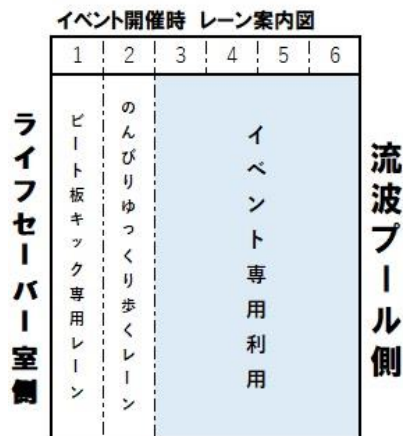 イベント開催時 レーン案内図
1 2 3 4 5 6
ライフセーバー室側
ビート板キック専用レーン
のんびりゆっくり歩くレーン
イベント専用利用
流波プール側